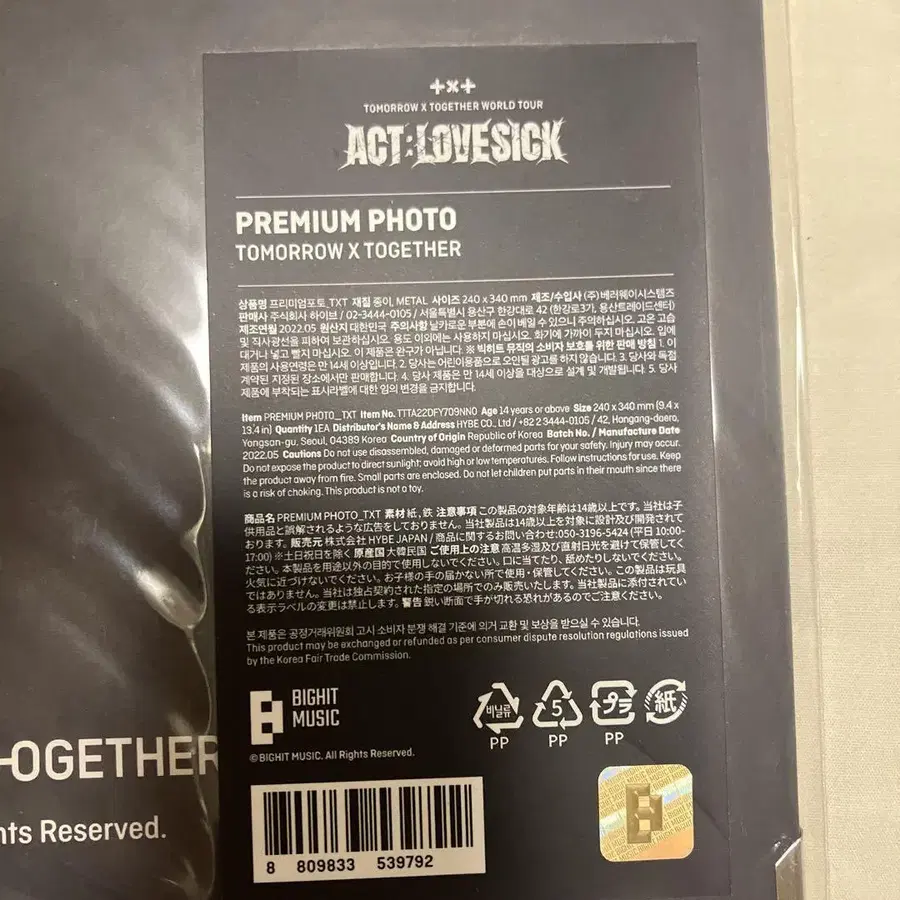 TOMORROW X TOGETHER WORLD TOUR
ACT:LOVESICK
PREMIUM PHOTO
TOMORROW X TOGETHER
상품명 프리미엄포토_TXT 재질 종이, METAL 사이즈 240 x 340 mm 제조/수입사 (주)베러웨이시스템즈
판매사 주식회사 하이브 / 02-3444-0105 / 서울특별시 용산구 한강대로 42 (한강로3가, 용산트레이드센터)
제조연월 2022.05 원산지 대한민국 주의사항 날카로운 부분에 손이 베일 수 있으니 주의하십시오. 고온 고습
및 직사광선을 피하여 보관하십시오. 용도 이외에는 사용하지 마십시오. 화기에 가까이 두지 마십시오. 입에
대거나 넣고 빨지 마십시오. 이 제품은 완구가 아닙니다. ※ 빅히트 뮤직의 소비자 보호를 위한 판매 방침 1. 이
제품의 사용연령은 만 14세 이상입니다. 2. 당사는 어린이용품으로 오인될 광고를 하지 않습니다. 3. 당사와 독점
계약된 지정된 장소에서만 판매합니다. 4. 당사 제품은 만 14세 이상을 대상으로 설계 및 개발됩니다. 5. 당사
제품에 부착되는 표시라벨에 대한 임의 변경을 금지합니다.
Item PREMIUM PHOTO_TXT Item No. TTTA22DFY709NN0 Age 14 years or above Size 240 x 340 mm (9.4 x
13.4 in) Quantity 1EA Distributor's Name & Address HYBE CO., Ltd / +82 2 3444-0105 / 42, Hangang-daero,
Yongsan-gu, Seoul, 04389 Korea Country of Origin Republic of Korea Batch No. / Manufacture Date
2022.05 Cautions Do not use disassembled, damaged or deformed parts for your safety. Injury may occur.
Do not expose the product to direct sunlight; avoid high or low temperatures. Follow instructions for use. Keep
the product away from fire. Small parts are enclosed. Do not let children put parts in their mouth since there
is a risk of choking. This product is not a toy.
商品名 PREMIUM PHOTO_TXT 素材 紙, 鉄 注意事項 この製品の対象年齢は14歳以上です。当社は子
供用品と誤解されるような広告をしておりません。当社製品は14歳以上を対象に設計及び開発されて
おります。販売元 株式会社 HYBE JAPAN / 商品に関するお問い合わせ:050-3196-5424 (平日 10:00-
17:00) ※土日祝日を除く 原産国 大韓民国 ご使用上の注意 高温多湿及び直射日光を避けて保管してく
ださい。本製品を用途以外の目的で使用しないでください。口に当てたり、舐めたりしないでください。
火気に近づけないでください。お子様の手の届かない所で使用・保管してください。この製品は玩具
ではありません。当社は独占契約された指定の場所でのみ販売いたします。当社製品に添付されてい
る表示ラベルの変更は禁止します。警告 鋭い断面で手が切れる恐れがあるのでご注意ください。
본 제품은 공정거래위원회 고시 소비자 분쟁 해결 기준에 의거 교환 및 보상을 받으실 수 있습니다.
This product may be exchanged or refunded as per consumer dispute resolution regulations issued
by the Korea Fair Trade Commission.
BIGHIT
MUSIC
비닐류 5 プラ 紙
PP PP PP
© BIGHIT MUSIC. All Rights Reserved.
OGETHER
nts Reserved.
8 809833 539792